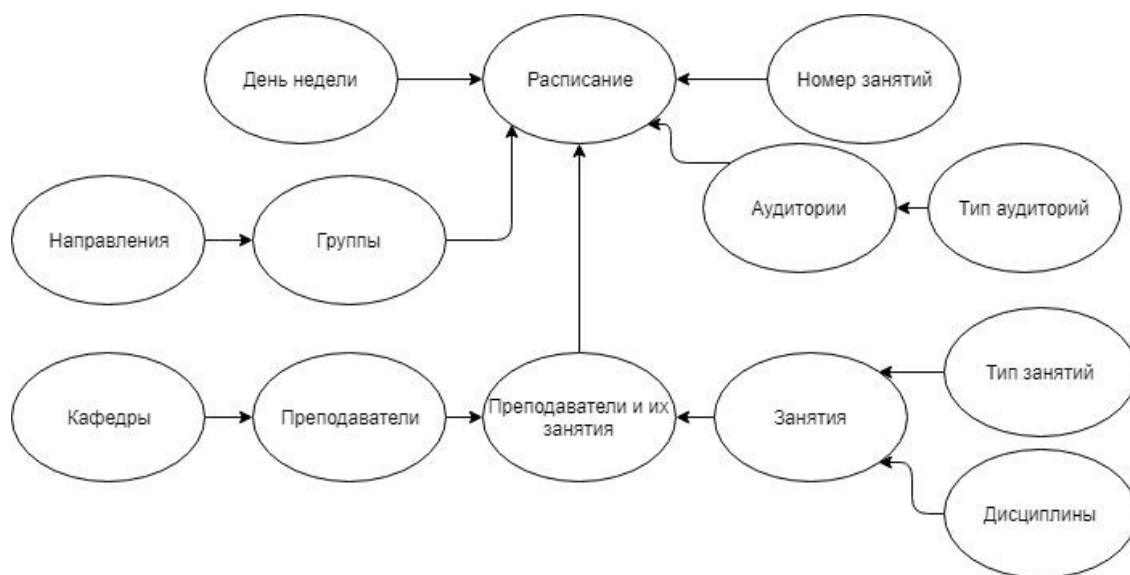 День недели
Расписание
Номер занятий
Аудитории
Тип аудиторий
Направления
Группы
Тип занятий
Кафедры
Преподаватели
Преподаватели и их
занятия
Занятия
Дисциплины